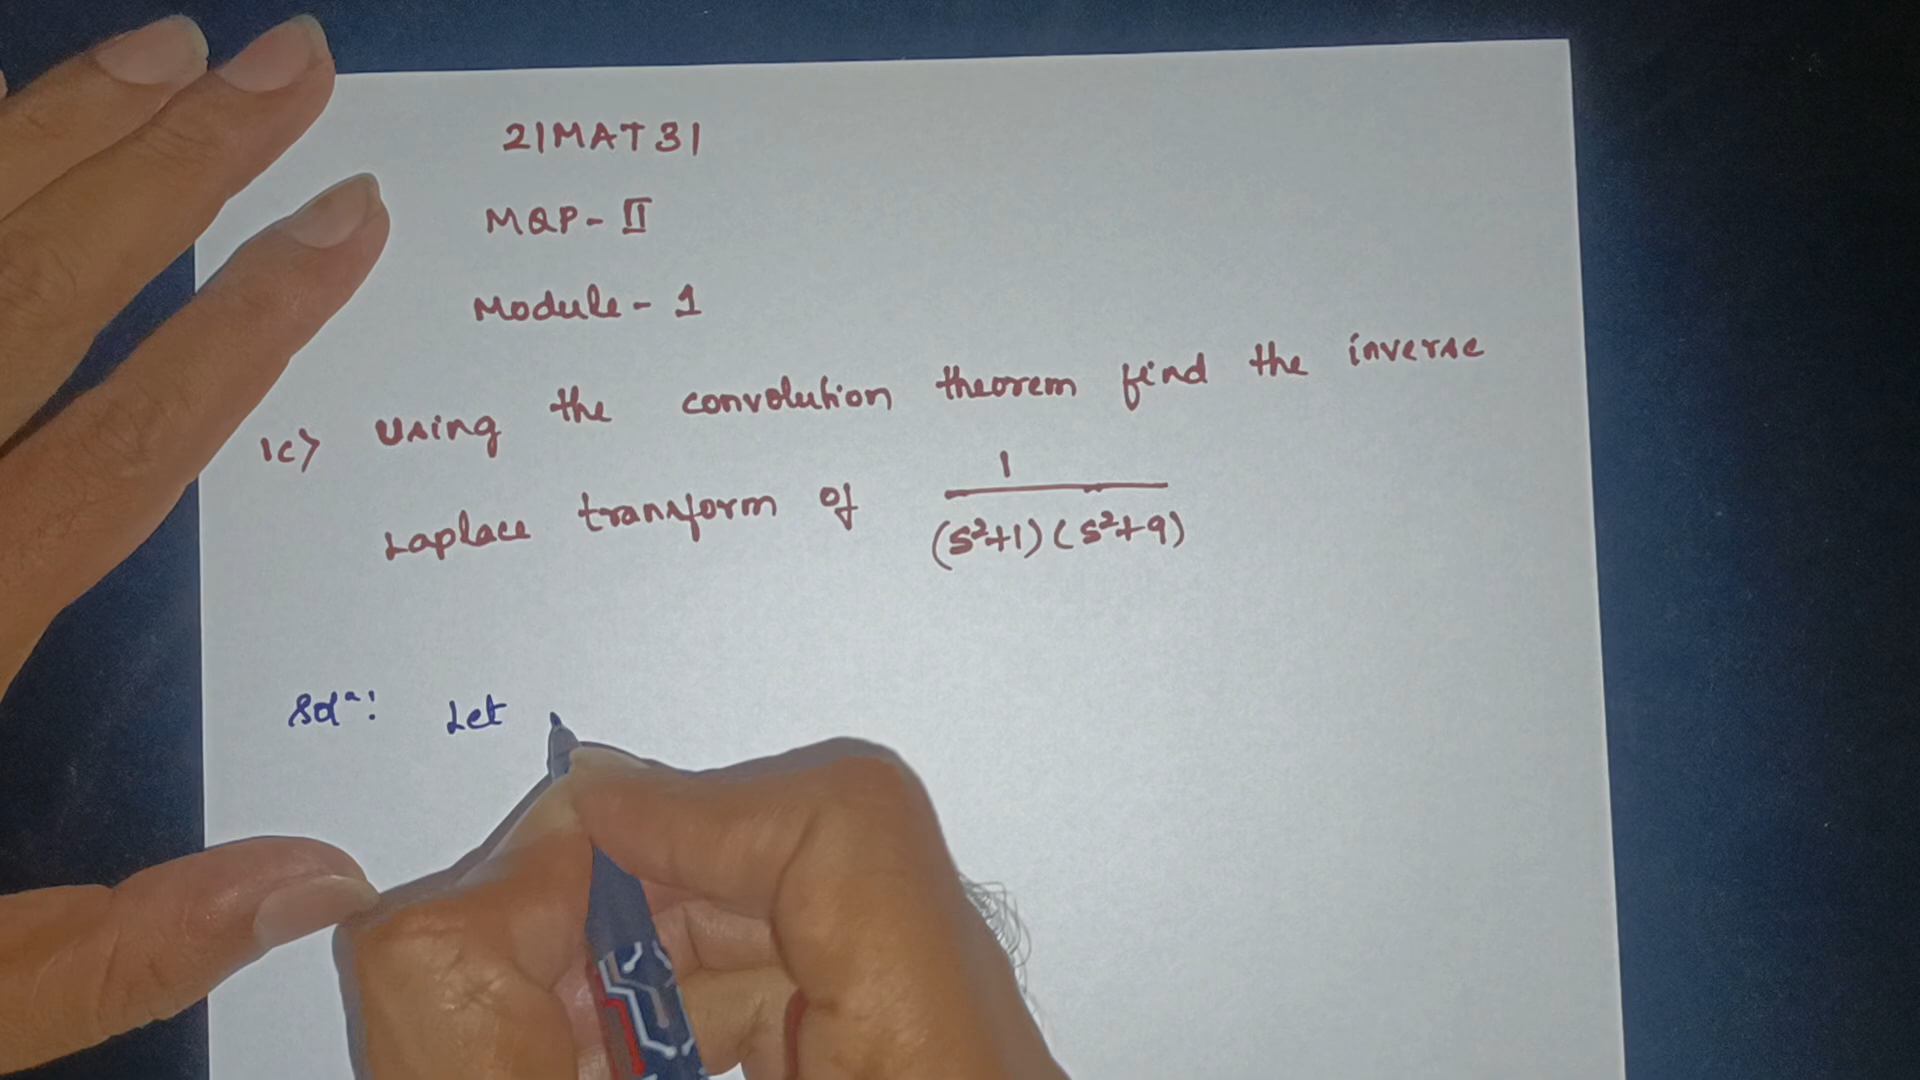 21MAT31
MQP-II
Module-1
1c) Using the convolution theorem find the inverse
Laplace transform of 1/(s²+1)(s²+9)
Solⁿ: Let